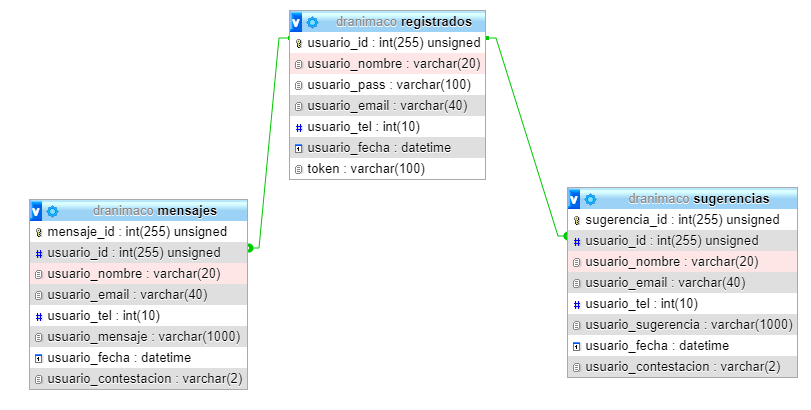 v dranimaco registrados
usuario_id : int(255) unsigned
usuario_nombre : varchar(20)
usuario_pass : varchar(100)
usuario_email : varchar(40)
# usuario_tel : int(10)
usuario_fecha : datetime
token : varchar(100)
v dranimaco mensajes
mensaje_id : int(255) unsigned
# usuario_id : int(255) unsigned
usuario_nombre : varchar(20)
usuario_email : varchar(40)
# usuario_tel : int(10)
usuario_mensaje : varchar(1000)
usuario_fecha : datetime
usuario_contestacion : varchar(2)
v dranimaco sugerencias
sugerencia_id : int(255) unsigned
# usuario_id : int(255) unsigned
usuario_nombre : varchar(20)
usuario_email : varchar(40)
# usuario_tel : int(10)
usuario_sugerencia : varchar(1000)
usuario_fecha : datetime
usuario_contestacion : varchar(2)